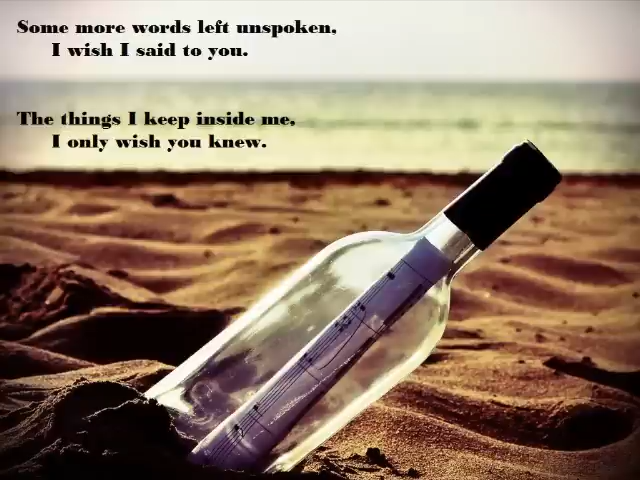 Some more words left unspoken,
I wish I said to you.
The things I keep inside me,
I only wish you knew.